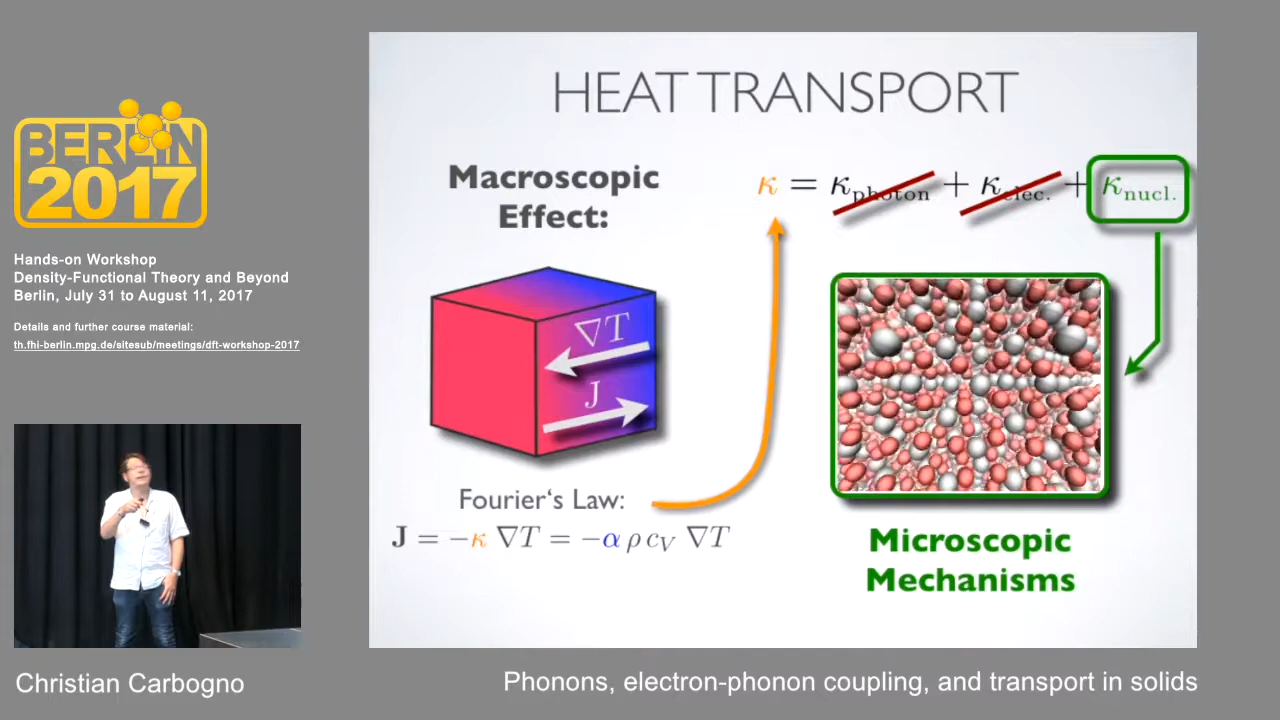 BERLIN
2017
Hands-on Workshop
Density-Functional Theory and Beyond
Berlin, July 31 to August 11, 2017
Details and further course material:
th.fhi-berlin.mpg.de/sitesub/meetings/dft-workshop-2017
HEAT TRANSPORT
Macroscopic
Effect:
κ = κphoton + κelec. + κnucl.
∇T
J
Fourier‘s Law:
J = −κ ∇T = −α ρ cV ∇T
Microscopic
Mechanisms
Christian Carbogno
Phonons, electron-phonon coupling, and transport in solids